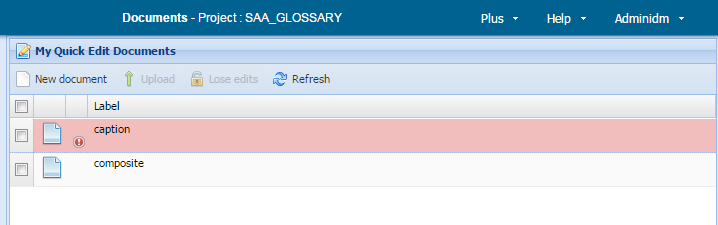 Documents - Project : SAA_GLOSSARY Plus Help Adminidm
My Quick Edit Documents
New document Upload Lose edits Refresh
Label
caption
composite